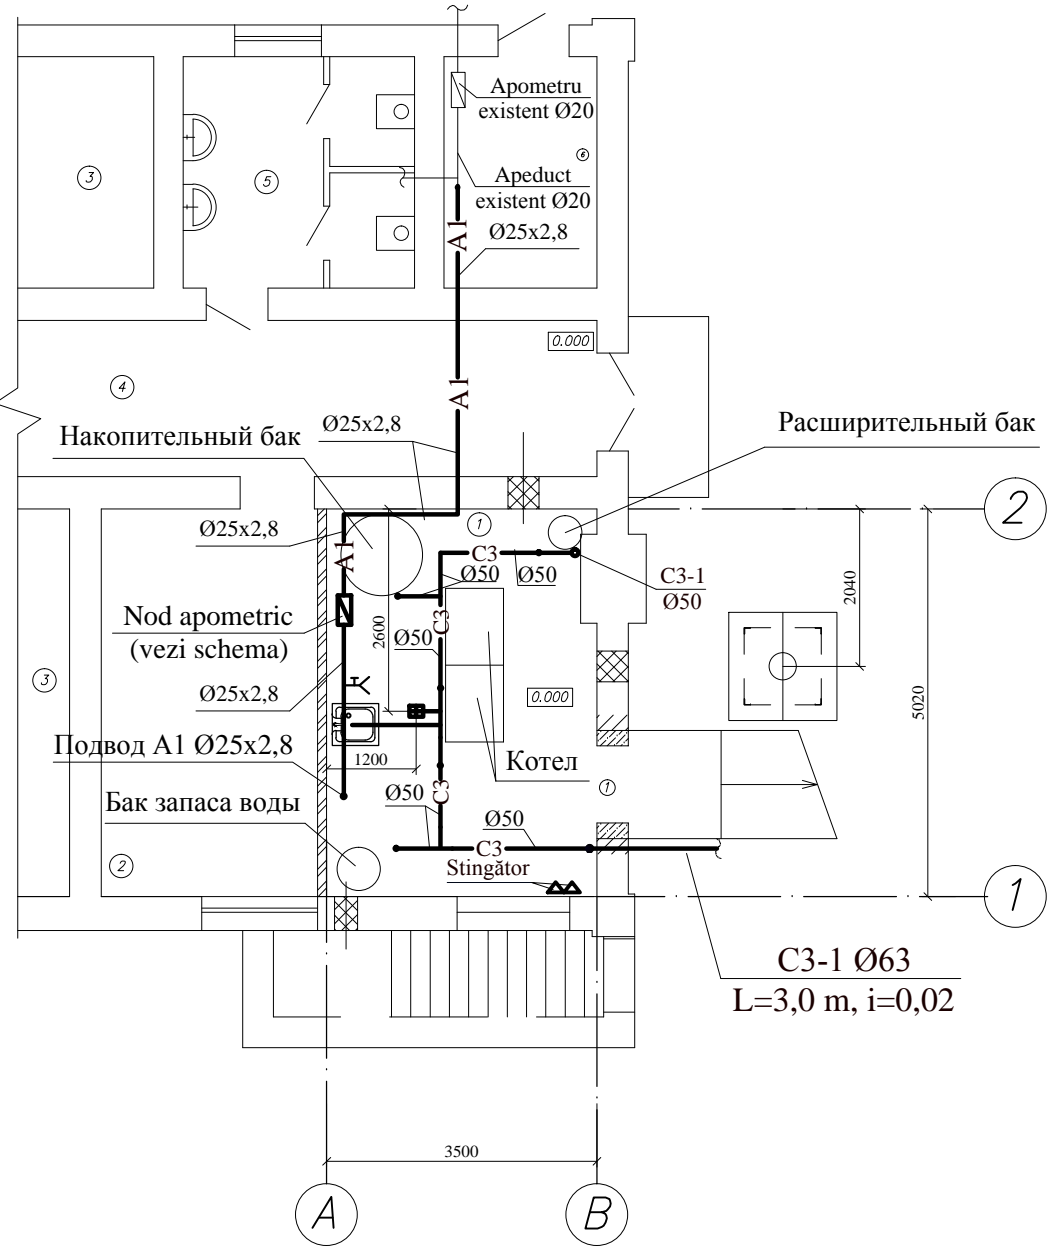 Apometru
existent Ø20
6
3
5
Apeduct
existent Ø20
A1
Ø25x2,8
0.000
4
A1
Накопительный бак
Ø25x2,8
Расширительный бак
2
1
Ø25x2,8
A1
C3
Ø50
Ø50
C3-1
Ø50
2040
Nod apometric
(vezi schema)
2600
C3
Ø50
3
Ø25x2,8
0.000
5020
Подвод A1 Ø25x2,8
1200
Котел
1
Бак запаса воды
Ø50
C3
Ø50
C3
2
Stingător
1
C3-1 Ø63
L=3,0 m, i=0,02
3500
A
B